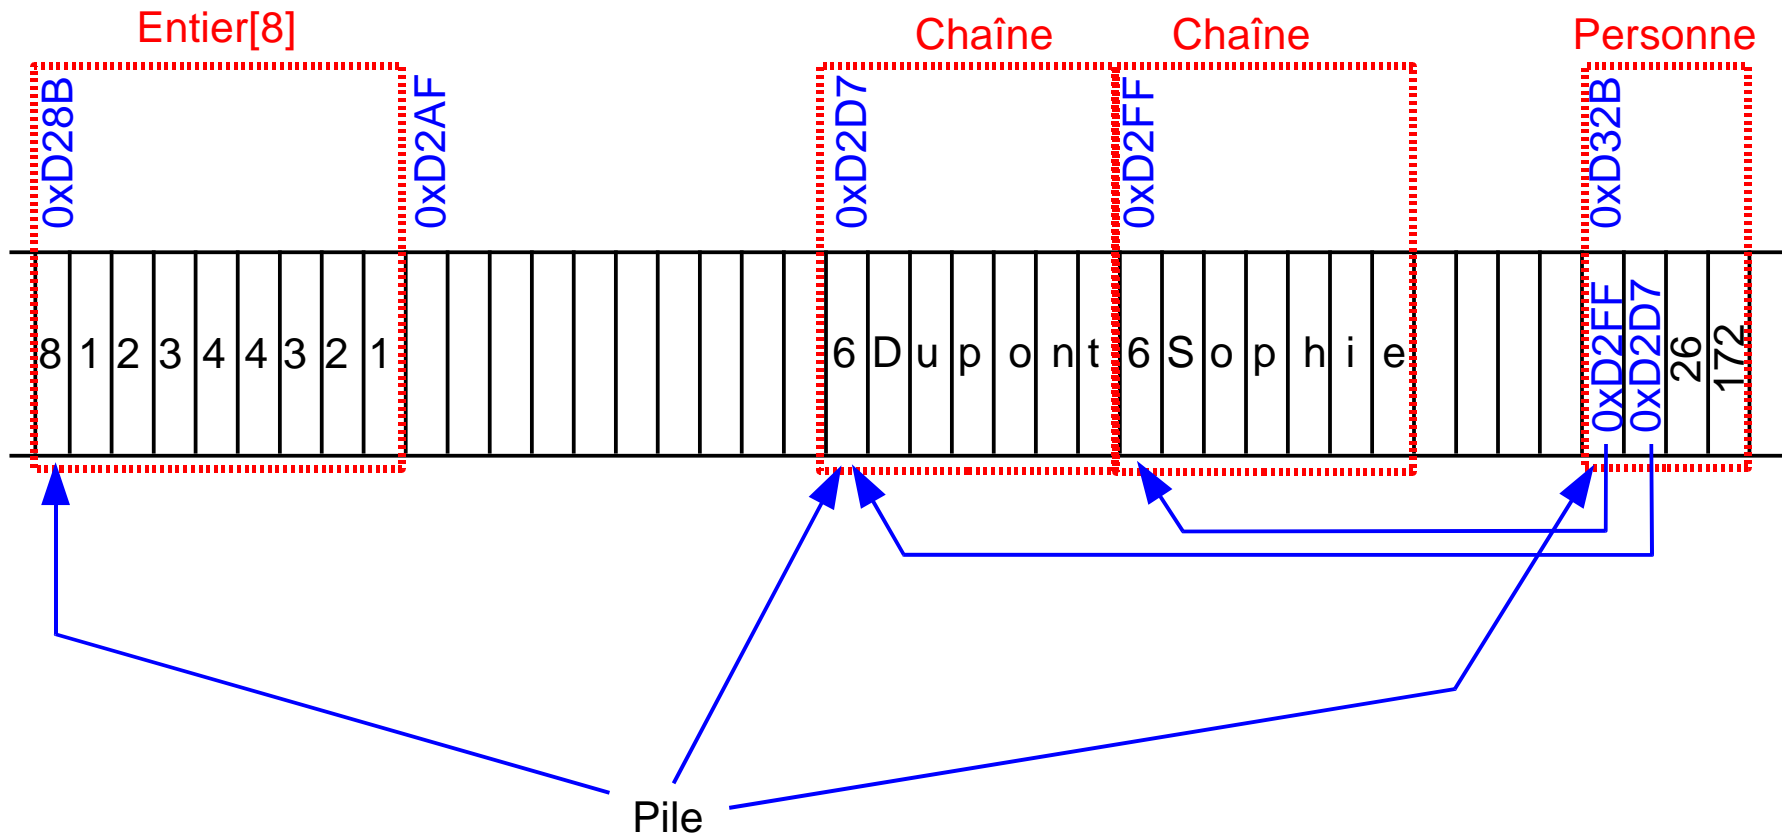 Entier[8]
Chaîne
Chaîne
Personne
0xD28B
0xD2AF
0xD2D7
0xD2FF
0xD32B
8 1 2 3 4 4 3 2 1
6 D u p o n t
6 S o p h i e
0xD2FF
0xD2D7
26
172
Pile